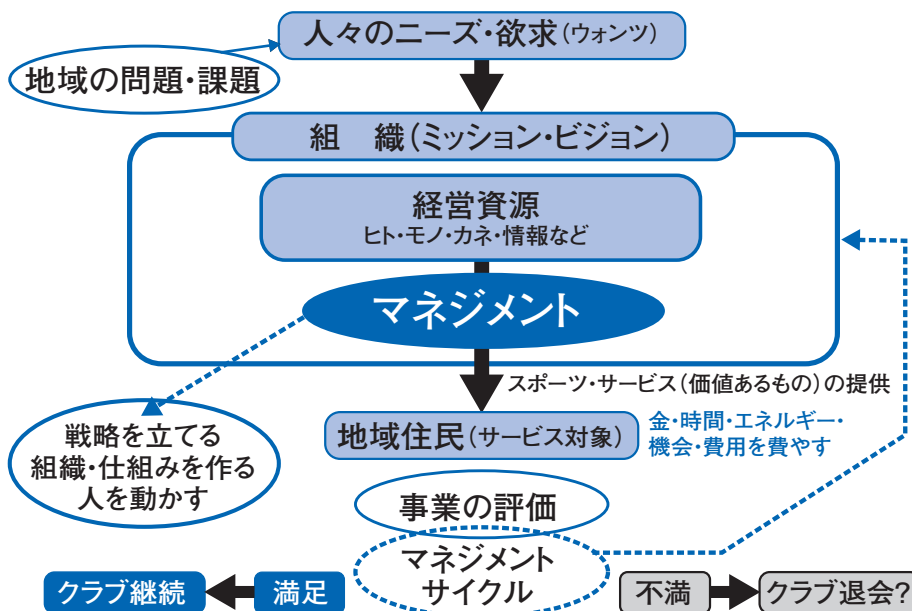 人々のニーズ・欲求(ウォンツ)
地域の問題・課題
組　織(ミッション・ビジョン)
経営資源
ヒト・モノ・カネ・情報など
マネジメント
スポーツ・サービス(価値あるもの)の提供
戦略を立てる
組織・仕組みを作る
人を動かす
地域住民(サービス対象)
金・時間・エネルギー・
機会・費用を費やす
事業の評価
マネジメント
サイクル
クラブ継続
満足
不満
クラブ退会?